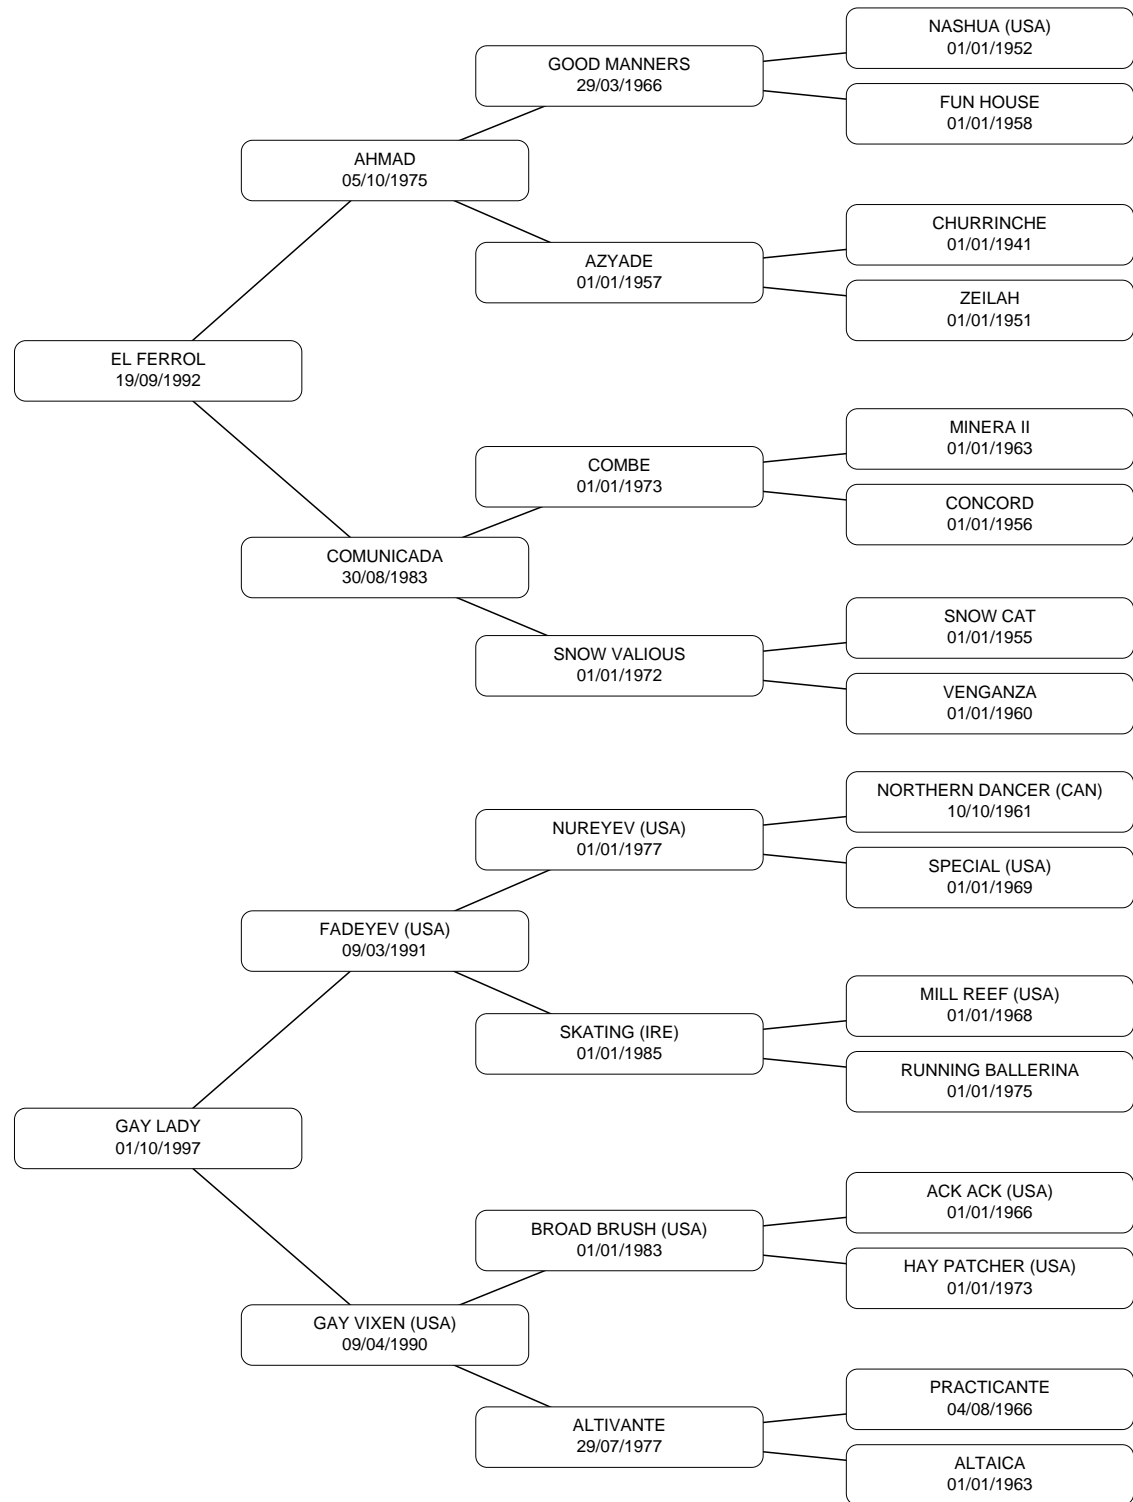 NASHUA (USA)
01/01/1952
GOOD MANNERS
29/03/1966
FUN HOUSE
01/01/1958
AHMAD
05/10/1975
CHURRINCHE
01/01/1941
AZYADE
01/01/1957
ZEILAH
01/01/1951
EL FERROL
19/09/1992
MINERA II
01/01/1963
COMBE
01/01/1973
CONCORD
01/01/1956
COMUNICADA
30/08/1983
SNOW CAT
01/01/1955
SNOW VALIOUS
01/01/1972
VENGANZA
01/01/1960
NORTHERN DANCER (CAN)
10/10/1961
NUREYEV (USA)
01/01/1977
SPECIAL (USA)
01/01/1969
FADEYEV (USA)
09/03/1991
MILL REEF (USA)
01/01/1968
SKATING (IRE)
01/01/1985
RUNNING BALLERINA
01/01/1975
GAY LADY
01/10/1997
ACK ACK (USA)
01/01/1966
BROAD BRUSH (USA)
01/01/1983
HAY PATCHER (USA)
01/01/1973
GAY VIXEN (USA)
09/04/1990
PRACTICANTE
04/08/1966
ALTIVANTE
29/07/1977
ALTAICA
01/01/1963